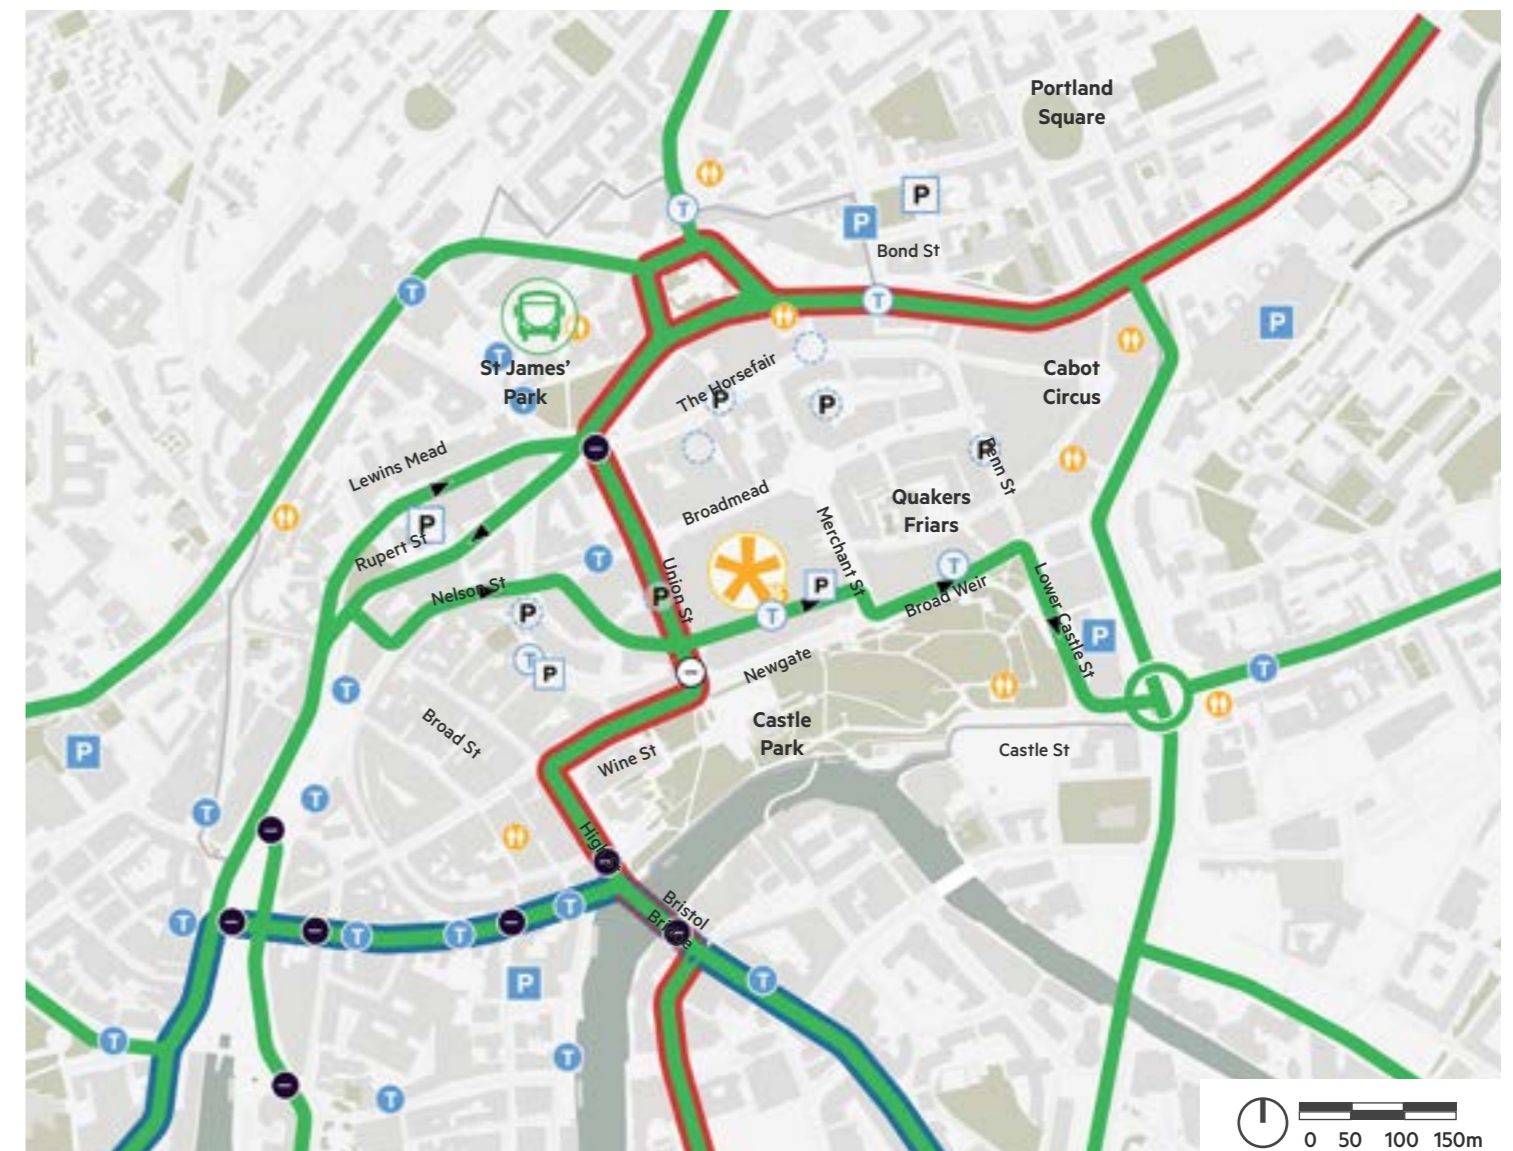 Portland
Square
P
T
P
Bond St
T
T
P
T
St James'
Park
T
The Horsefair
P
P
Cabot
Circus
Lewins Mead
P
Penn St
Broadmead
Quakers
Friars
P
Rupert St
Merchant St
T
T
Nelson St
P
Union St
P
T
P
Broad Weir
Lower Castle St
P
T
P
Newgate
T
T
Broad St
Castle
Park
P
Wine St
Castle St
T
T
High
T
T
T
T
Bristol
Bridge
P
T
T
T
T
0 50 100 150m